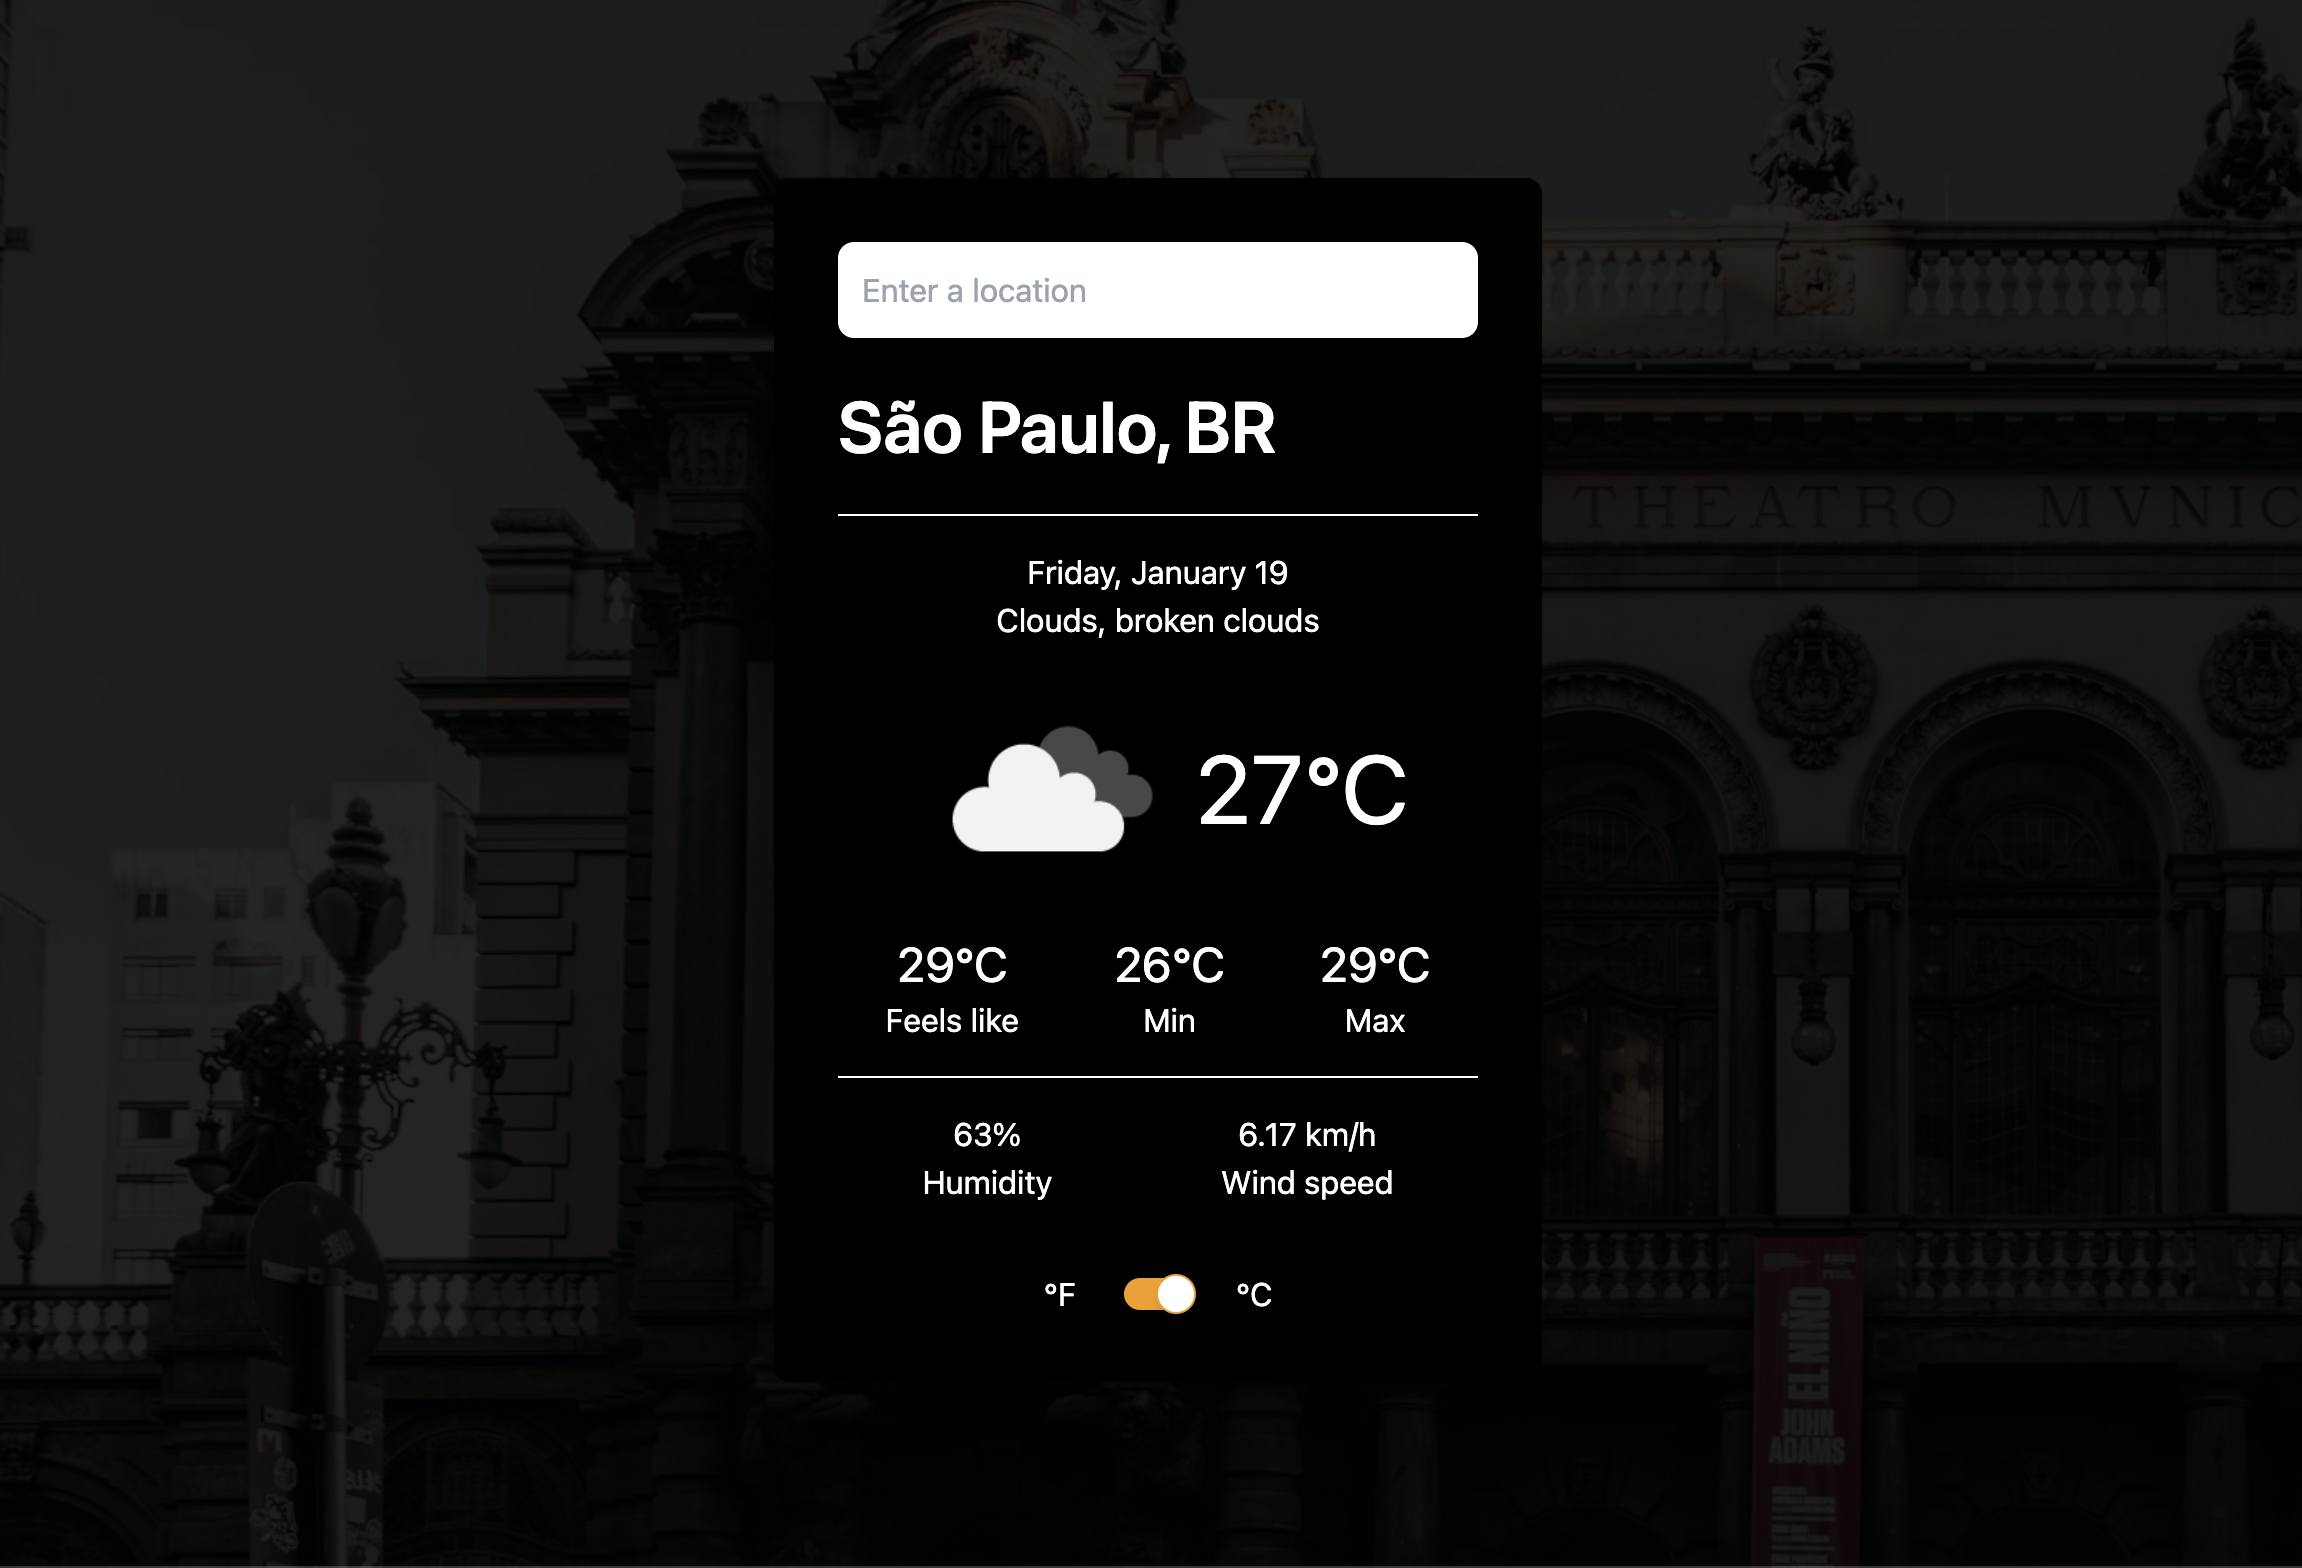 Enter a location
São Paulo, BR
Friday, January 19
Clouds, broken clouds
27°C
29°C 26°C 29°C
Feels like Min Max
63% 6.17 km/h
Humidity Wind speed
°F °C
THEATRO MVNIC
EL NIÑO
JOHN
ADAMS